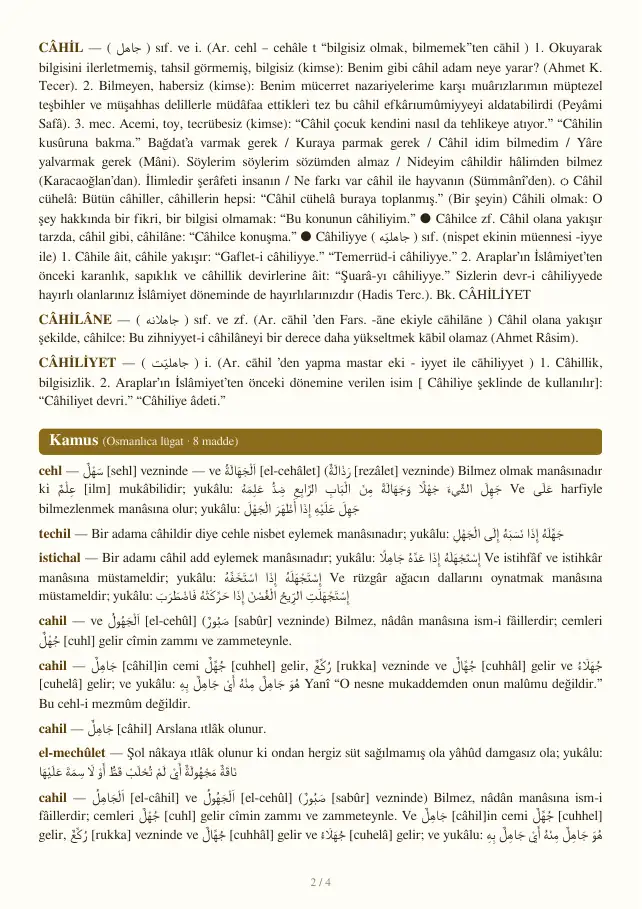 CÂHİL — ( جاهل ) sıf. ve i. (Ar. cehl – cehâle t “bilgisiz olmak, bilmemek”ten cāhil ) 1. Okuyarak
bilgisini ilerletmemiş, tahsil görmemiş, bilgisiz (kimse): Benim gibi câhil adam neye yarar? (Ahmet K.
Tecer). 2. Bilmeyen, habersiz (kimse): Benim mücerret nazariyelerime karşı muârızlarımın müptezel
teşbihler ve müşahhas delillerle müdâfaa ettikleri tez bu câhil efkârıumûmiyyeyi aldatabilirdi (Peyâmi
Safâ). 3. mec. Acemi, toy, tecrübesiz (kimse): “Câhil çocuk kendini nasıl da tehlikeye atıyor.” “Câhilin
kusûruna bakma.” Bağdat’a varmak gerek / Kuraya parmak gerek / Câhil idim bilmedim / Yâre
yalvarmak gerek (Mâni). Söylerim söylerim sözümden almaz / Nideyim câhildir hâlimden bilmez
(Karacaoğlan’dan). İlimledir şerâfeti insanın / Ne farkı var câhil ile hayvanın (Sümmânî’den). ѻ Câhil
cühelâ: Bütün câhiller, câhillerin hepsi: “Câhil cühelâ buraya toplanmış.” (Bir şeyin) Câhili olmak: O
şey hakkında bir fikri, bir bilgisi olmamak: “Bu konunun câhiliyim.” ● Câhilce zf. Câhil olana yakışır
tarzda, câhil gibi, câhilâne: “Câhilce konuşma.” ● Câhiliyye ( جاهليّه ) sıf. (nispet ekinin müennesi -iyye
ile) 1. Câhile âit, câhile yakışır: “Gaflet-i câhiliyye.” “Temerrüd-i câhiliyye.” 2. Araplar’ın İslâmiyet’ten
önceki karanlık, sapıklık ve câhillik devirlerine âit: “Şuarâ-yı câhiliyye.” Sizlerin devr-i câhiliyyede
hayırlı olanlarınız İslâmiyet döneminde de hayırlılarınızdır (Hadis Terc.). Bk. CÂHİLİYET
CÂHİLÂNE — ( جاهلانه ) sıf. ve zf. (Ar. cāhil ’den Fars. -āne ekiyle cāhilāne ) Câhil olana yakışır
şekilde, câhilce: Bu zihniyyet-i câhilâneyi bir derece daha yükseltmek kābil olamaz (Ahmet Râsim).
CÂHİLİYET — ( جاهليّت ) i. (Ar. cāhil ’den yapma mastar eki - iyyet ile cāhiliyyet ) 1. Câhillik,
bilgisizlik. 2. Araplar’ın İslâmiyet’ten önceki dönemine verilen isim [ Câhiliye şeklinde de kullanılır]:
“Câhiliyet devri.” “Câhiliye âdeti.”
Kamus (Osmanlıca lügat · 8 madde)
cehl — سَهْلٌ [sehl] vezninde — ve اَلْجَهَالَةُ [el-cehâlet] (رَذَالَةٌ [rezâlet] vezninde) Bilmez olmak manâsınadır
ki عِلْمٌ [ilm] mukâbilidir; yukâlu: جَهِلَ الشَّيءَ جَهْلًا وَجَهَالَةً مِنَ الْبَابِ الرَّابِعِ ضِدُّ عَلِمَهُ Ve عَلَى harfiyle
bilmezlenmek manâsına olur; yukâlu: جَهِلَ عَلَيْهِ إِذَا أَظْهَرَ الْجَهْلَ
techil — Bir adama câhildir diye cehle nisbet eylemek manâsınadır; yukâlu: جَهَّلَهُ إِذَا نَسَبَهُ إِلَى الْجَهْلِ
istichal — Bir adamı câhil add eylemek manâsınadır; yukâlu: إِسْتَجْهَلَهُ إِذَا عَدَّهُ جَاهِلًا Ve istihfâf ve istihkâr
manâsına müstameldir; yukâlu: إِسْتَجْهَلَهُ إِذَا اسْتَخَفَّهُ Ve rüzgâr ağacın dallarını oynatmak manâsına
müstameldir; yukâlu: إِسْتَجْهَلَتِ الرِّيحُ الْغُصْنَ إِذَا حَرَّكَتْهُ فَاضْطَرَبَ
cahil — ve اَلْجَهُولُ [el-cehûl] (صَبُورٌ [sabûr] vezninde) Bilmez, nâdân manâsına ism-i fâillerdir; cemleri
جُهْلٌ [cuhl] gelir cîmin zammı ve zammeteynle.
cahil — جَاهِلٌ [câhil]in cemi جُهَّلٌ [cuhhel] gelir, رُكَّعٌ [rukka] vezninde ve جُهَّالٌ [cuhhâl] gelir ve جُهَلَاءُ
[cuhelâ] gelir; ve yukâlu: هُوَ جَاهِلٌ مِنْهُ أَيْ جَاهِلٌ بِهِ Yanî “O nesne mukaddemden onun malûmu değildir.”
Bu cehl-i mezmûm değildir.
cahil — جَاهِلٌ [câhil] Arslana ıtlâk olunur.
el-mechûlet — Şol nâkaya ıtlâk olunur ki ondan hergiz süt sağılmamış ola yâhûd damgasız ola; yukâlu:
نَاقَةٌ مَجْهُولَةٌ أَيْ لَمْ تُحْلَبْ قَطُّ أَوْ لَا سِمَةَ عَلَيْهَا
cahil — اَلْجَاهِلُ [el-câhil] ve اَلْجَهُولُ [el-cehûl] (صَبُورٌ [sabûr] vezninde) Bilmez, nâdân manâsına ism-i
fâillerdir; cemleri جُهْلٌ [cuhl] gelir cîmin zammı ve zammeteynle. Ve جَاهِلٌ [câhil]in cemi جُهَّلٌ [cuhhel]
gelir, رُكَّعٌ [rukka] vezninde ve جُهَّالٌ [cuhhâl] gelir ve جُهَلَاءُ [cuhelâ] gelir; ve yukâlu: هُوَ جَاهِلٌ مِنْهُ أَيْ جَاهِلٌ بِهِ
2 / 4